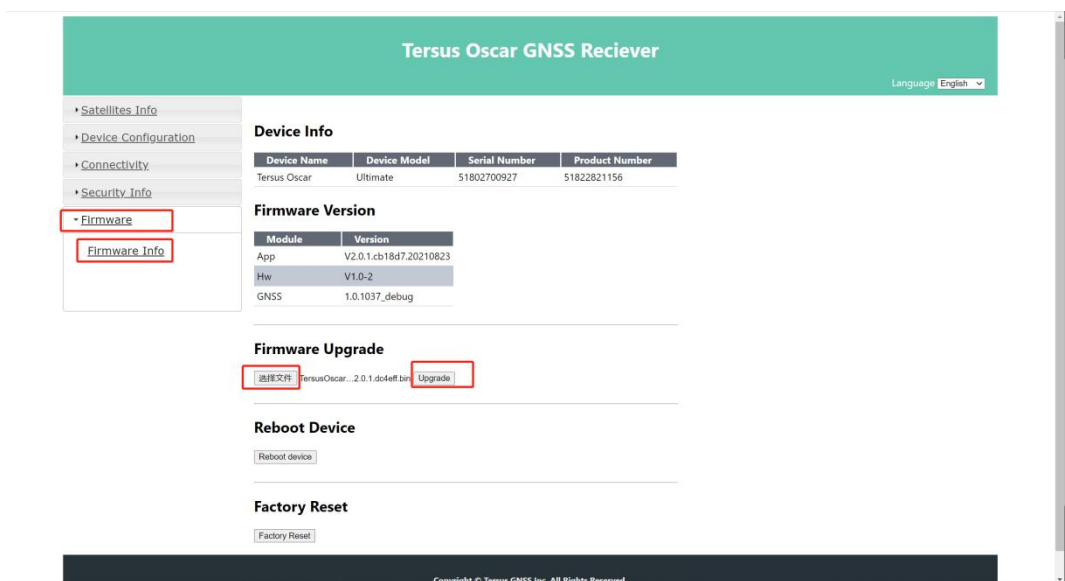 Tersus Oscar GNSS Reciever
Language English
Satellites Info
Device Configuration
Connectivity
Security Info
Firmware
Firmware Info
Device Info
Device Name Device Model Serial Number Product Number
Tersus Oscar Ultimate 51802700927 51822821156
Firmware Version
Module Version
App V2.0.1.cb18d7.20210823
Hw V1.0-2
GNSS 1.0.1037_debug
Firmware Upgrade
选择文件 TersusOscar...2.0.1.dc4eff.bin Upgrade
Reboot Device
Reboot device
Factory Reset
Factory Reset
Copyright © Tersus GNSS Inc. All Rights Reserved